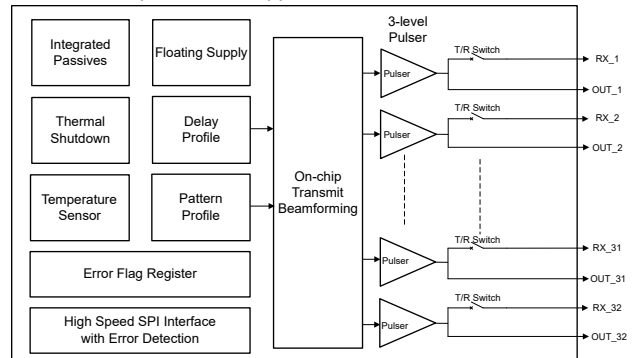 3-level
Pulser
Integrated
Passives
Floating Supply
T/R Switch
RX_1
Pulser
OUT_1
Thermal
Shutdown
Delay
Profile
T/R Switch
RX_2
Pulser
OUT_2
On-chip
Transmit
Beamforming
Temperature
Sensor
Pattern
Profile
T/R Switch
RX_31
Pulser
OUT_31
Error Flag Register
T/R Switch
RX_32
High Speed SPI Interface
with Error Detection
Pulser
OUT_32